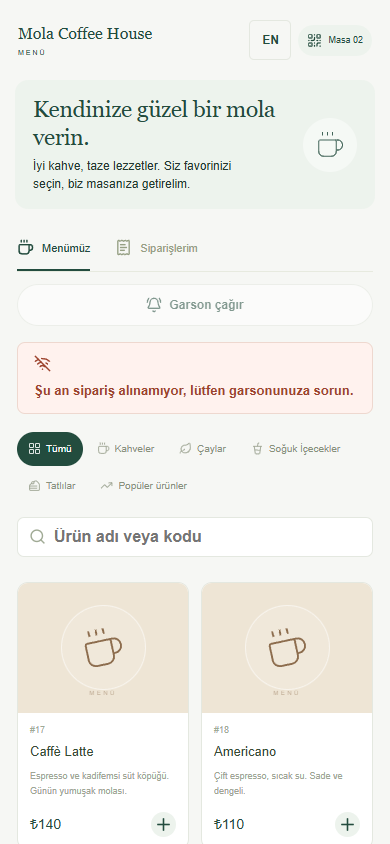 Mola Coffee House
MENÜ
EN
Masa 02
Kendinize güzel bir mola
verin.
İyi kahve, taze lezzetler. Siz favorinizi
seçin, biz masanıza getirelim.
Menümüz
Siparişlerim
Garson çağır
Şu an sipariş alınamıyor, lütfen garsonunuza sorun.
Tümü
Kahveler
Çaylar
Soğuk İçecekler
Tatlılar
Popüler ürünler
Ürün adı veya kodu
MENÜ
MENÜ
#17
Caffè Latte
Espresso ve kadifemsi süt köpüğü.
Günün yumuşak molası.
₺140
#18
Americano
Çift espresso, sıcak su. Sade ve
dengeli.
₺110